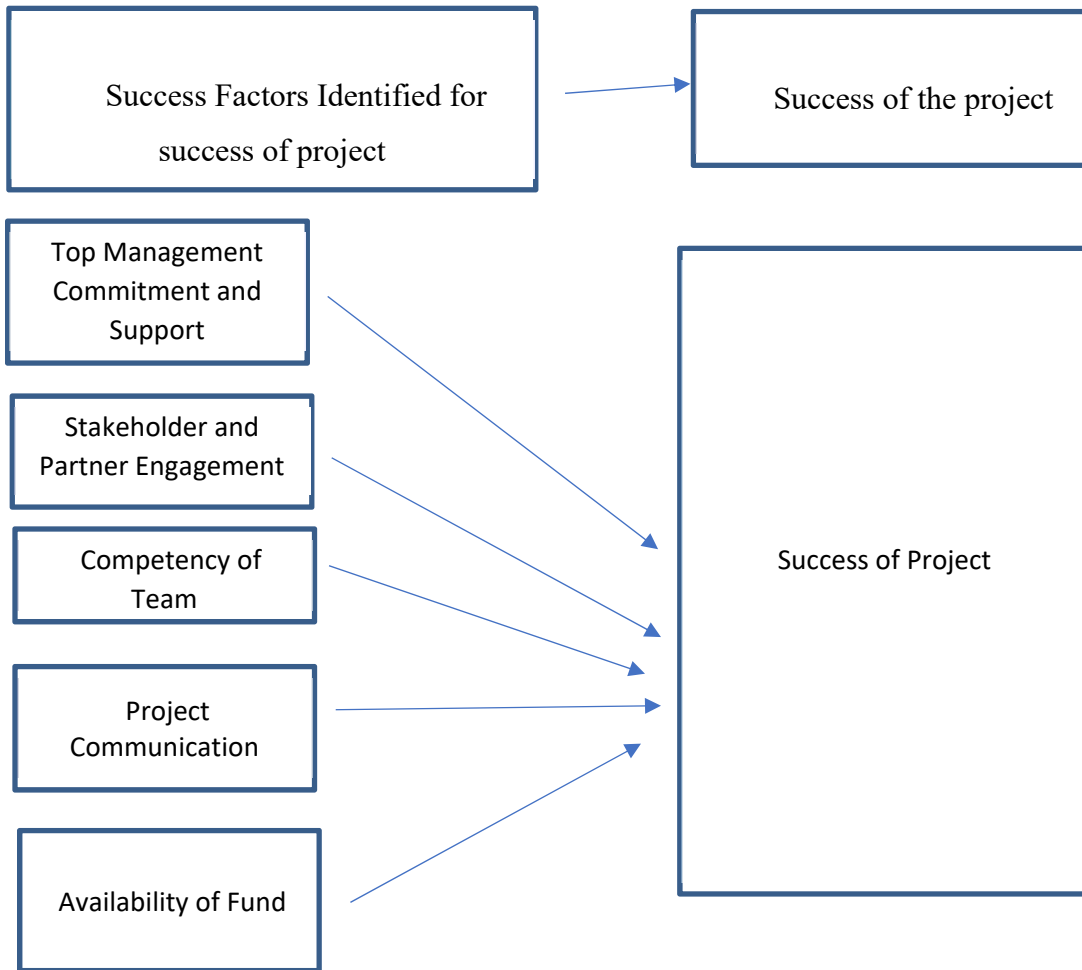 Success Factors Identified for
success of project
Success of the project
Top Management
Commitment and
Support
Stakeholder and
Partner Engagement
Competency of
Team
Project
Communication
Availability of Fund
Success of Project